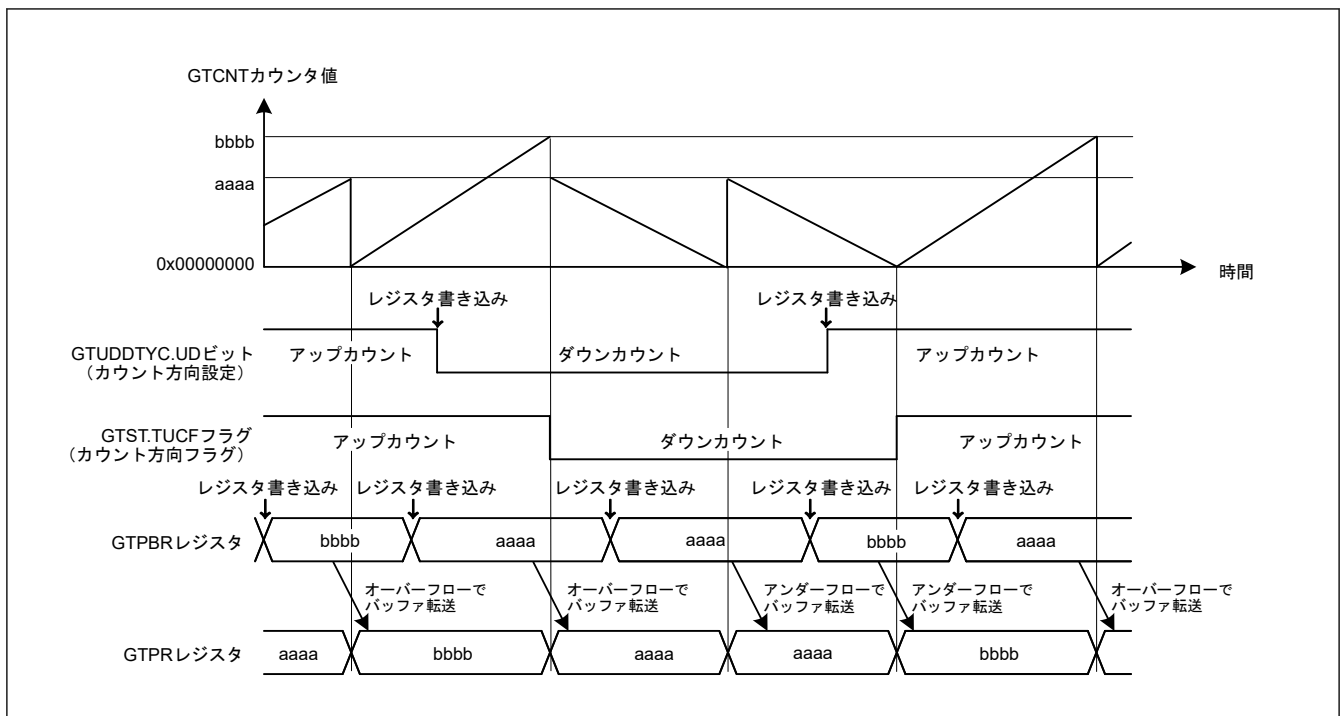 GTCNTカウンタ値
bbbb
aaaa
0x00000000
時間
レジスタ書き込み レジスタ書き込み
GTUDDTYC.UDビット
(カウント方向設定)
アップカウント ダウンカウント アップカウント
GTST.TUCFフラグ
(カウント方向フラグ)
アップカウント ダウンカウント アップカウント
レジスタ書き込み レジスタ書き込み レジスタ書き込み レジスタ書き込み レジスタ書き込み
GTPBRレジスタ bbbb aaaa aaaa bbbb aaaa
オーバーフローで
バッファ転送
オーバーフローで
バッファ転送
アンダーフローで
バッファ転送
アンダーフローで
バッファ転送
オーバーフローで
バッファ転送
GTPRレジスタ aaaa bbbb aaaa aaaa bbbb